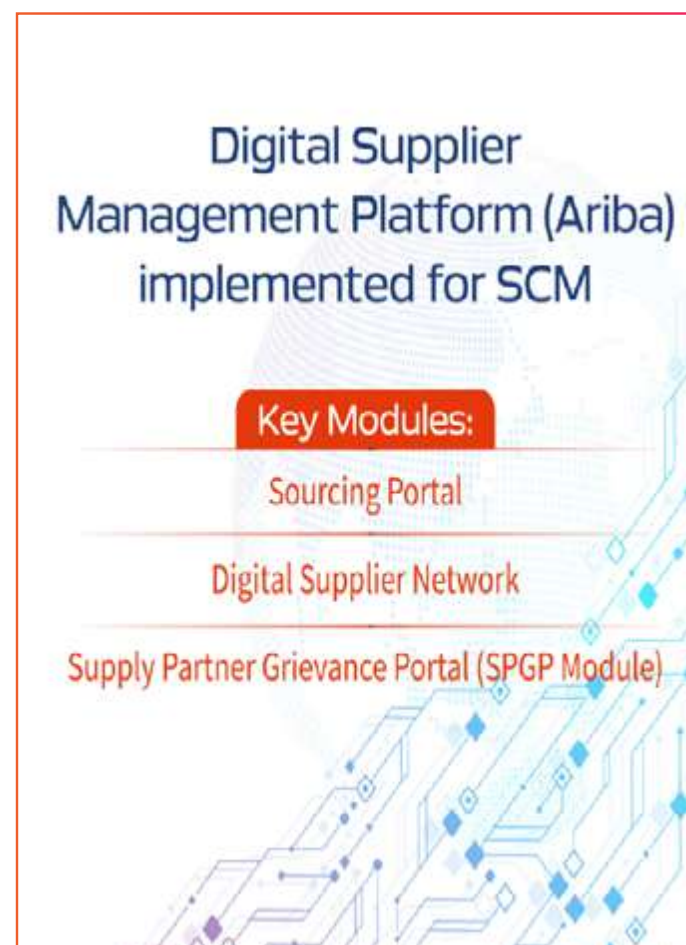 Digital Supplier
Management Platform (Ariba)
implemented for SCM
Key Modules:
Sourcing Portal
Digital Supplier Network
Supply Partner Grievance Portal (SPGP Module)